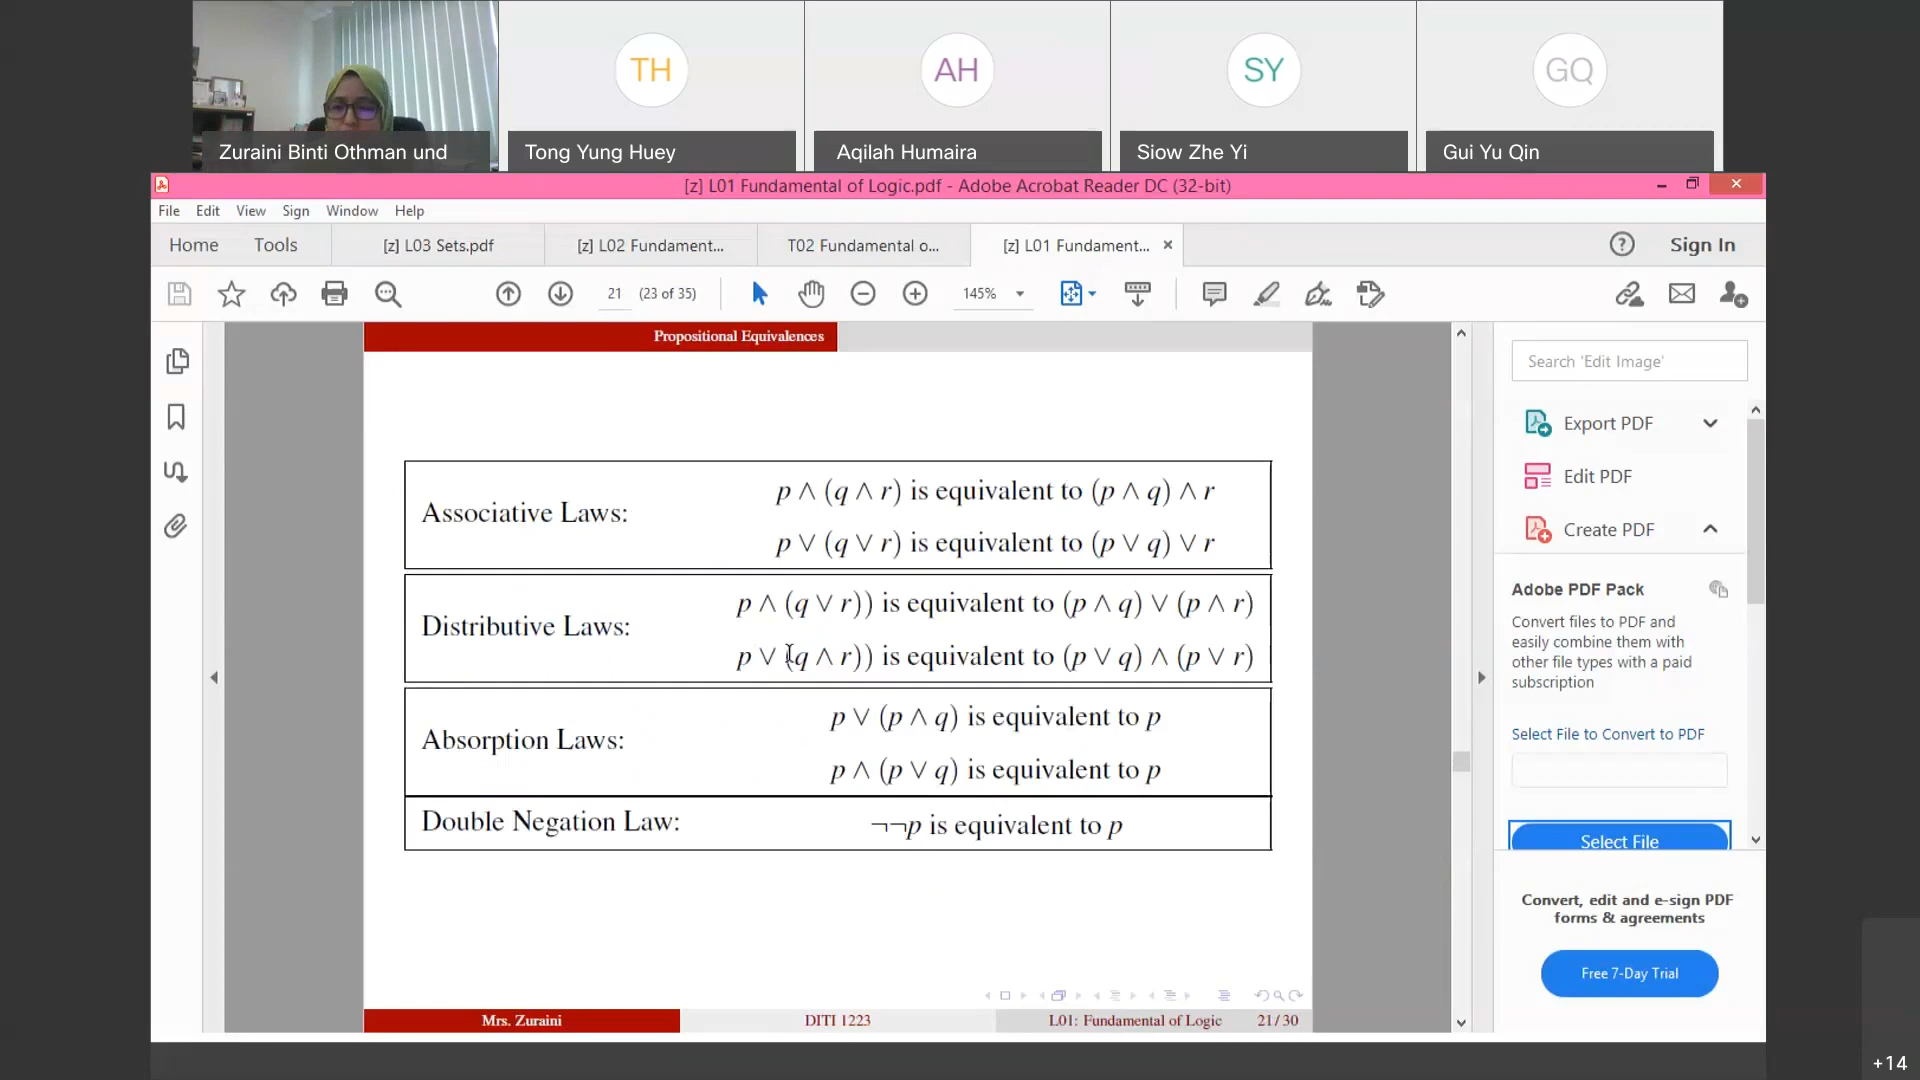 TH
AH
SY
GQ
Zuraini Binti Othman und
Tong Yung Huey
Aqilah Humaira
Siow Zhe Yi
Gui Yu Qin
[z] L01 Fundamental of Logic.pdf - Adobe Acrobat Reader DC (32-bit)
File Edit View Sign Window Help
Home Tools [z] L03 Sets.pdf [z] L02 Fundament... T02 Fundamental o... [z] L01 Fundament... × ? Sign In
21 (23 of 35) 145%
Propositional Equivalences
Associative Laws:
p ∧ (q ∧ r) is equivalent to (p ∧ q) ∧ r
p ∨ (q ∨ r) is equivalent to (p ∨ q) ∨ r
Distributive Laws:
p ∧ (q ∨ r)) is equivalent to (p ∧ q) ∨ (p ∧ r)
p ∨ (q ∧ r)) is equivalent to (p ∨ q) ∧ (p ∨ r)
Absorption Laws:
p ∨ (p ∧ q) is equivalent to p
p ∧ (p ∨ q) is equivalent to p
Double Negation Law:
¬¬p is equivalent to p
Mrs. Zuraini DITI 1223 L01: Fundamental of Logic 21/30
Search 'Edit Image'
Export PDF
Edit PDF
Create PDF
Adobe PDF Pack
Convert files to PDF and
easily combine them with
other file types with a paid
subscription
Select File to Convert to PDF
Select File
Convert, edit and e-sign PDF
forms & agreements
Free 7-Day Trial
+14